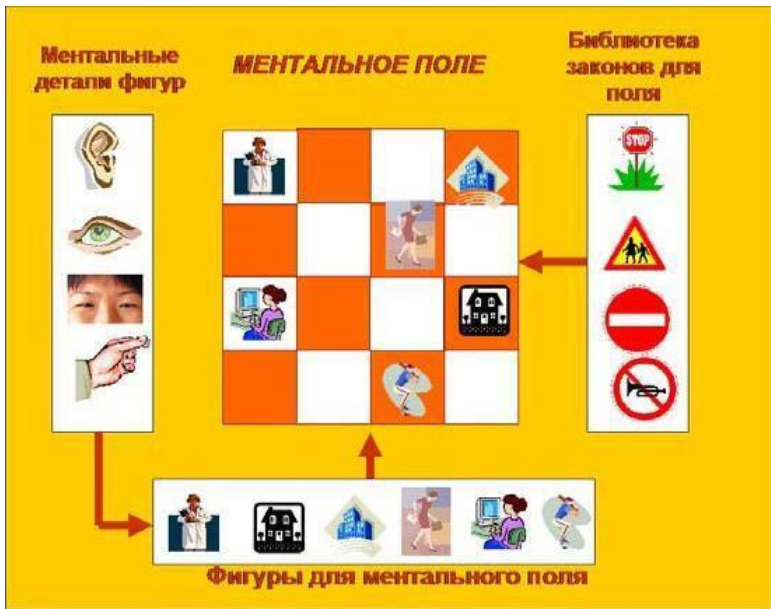 Ментальные
детали фигур
МЕНТАЛЬНОЕ ПОЛЕ
Библиотека
законов для
поля
STOP
Фигуры для ментального поля